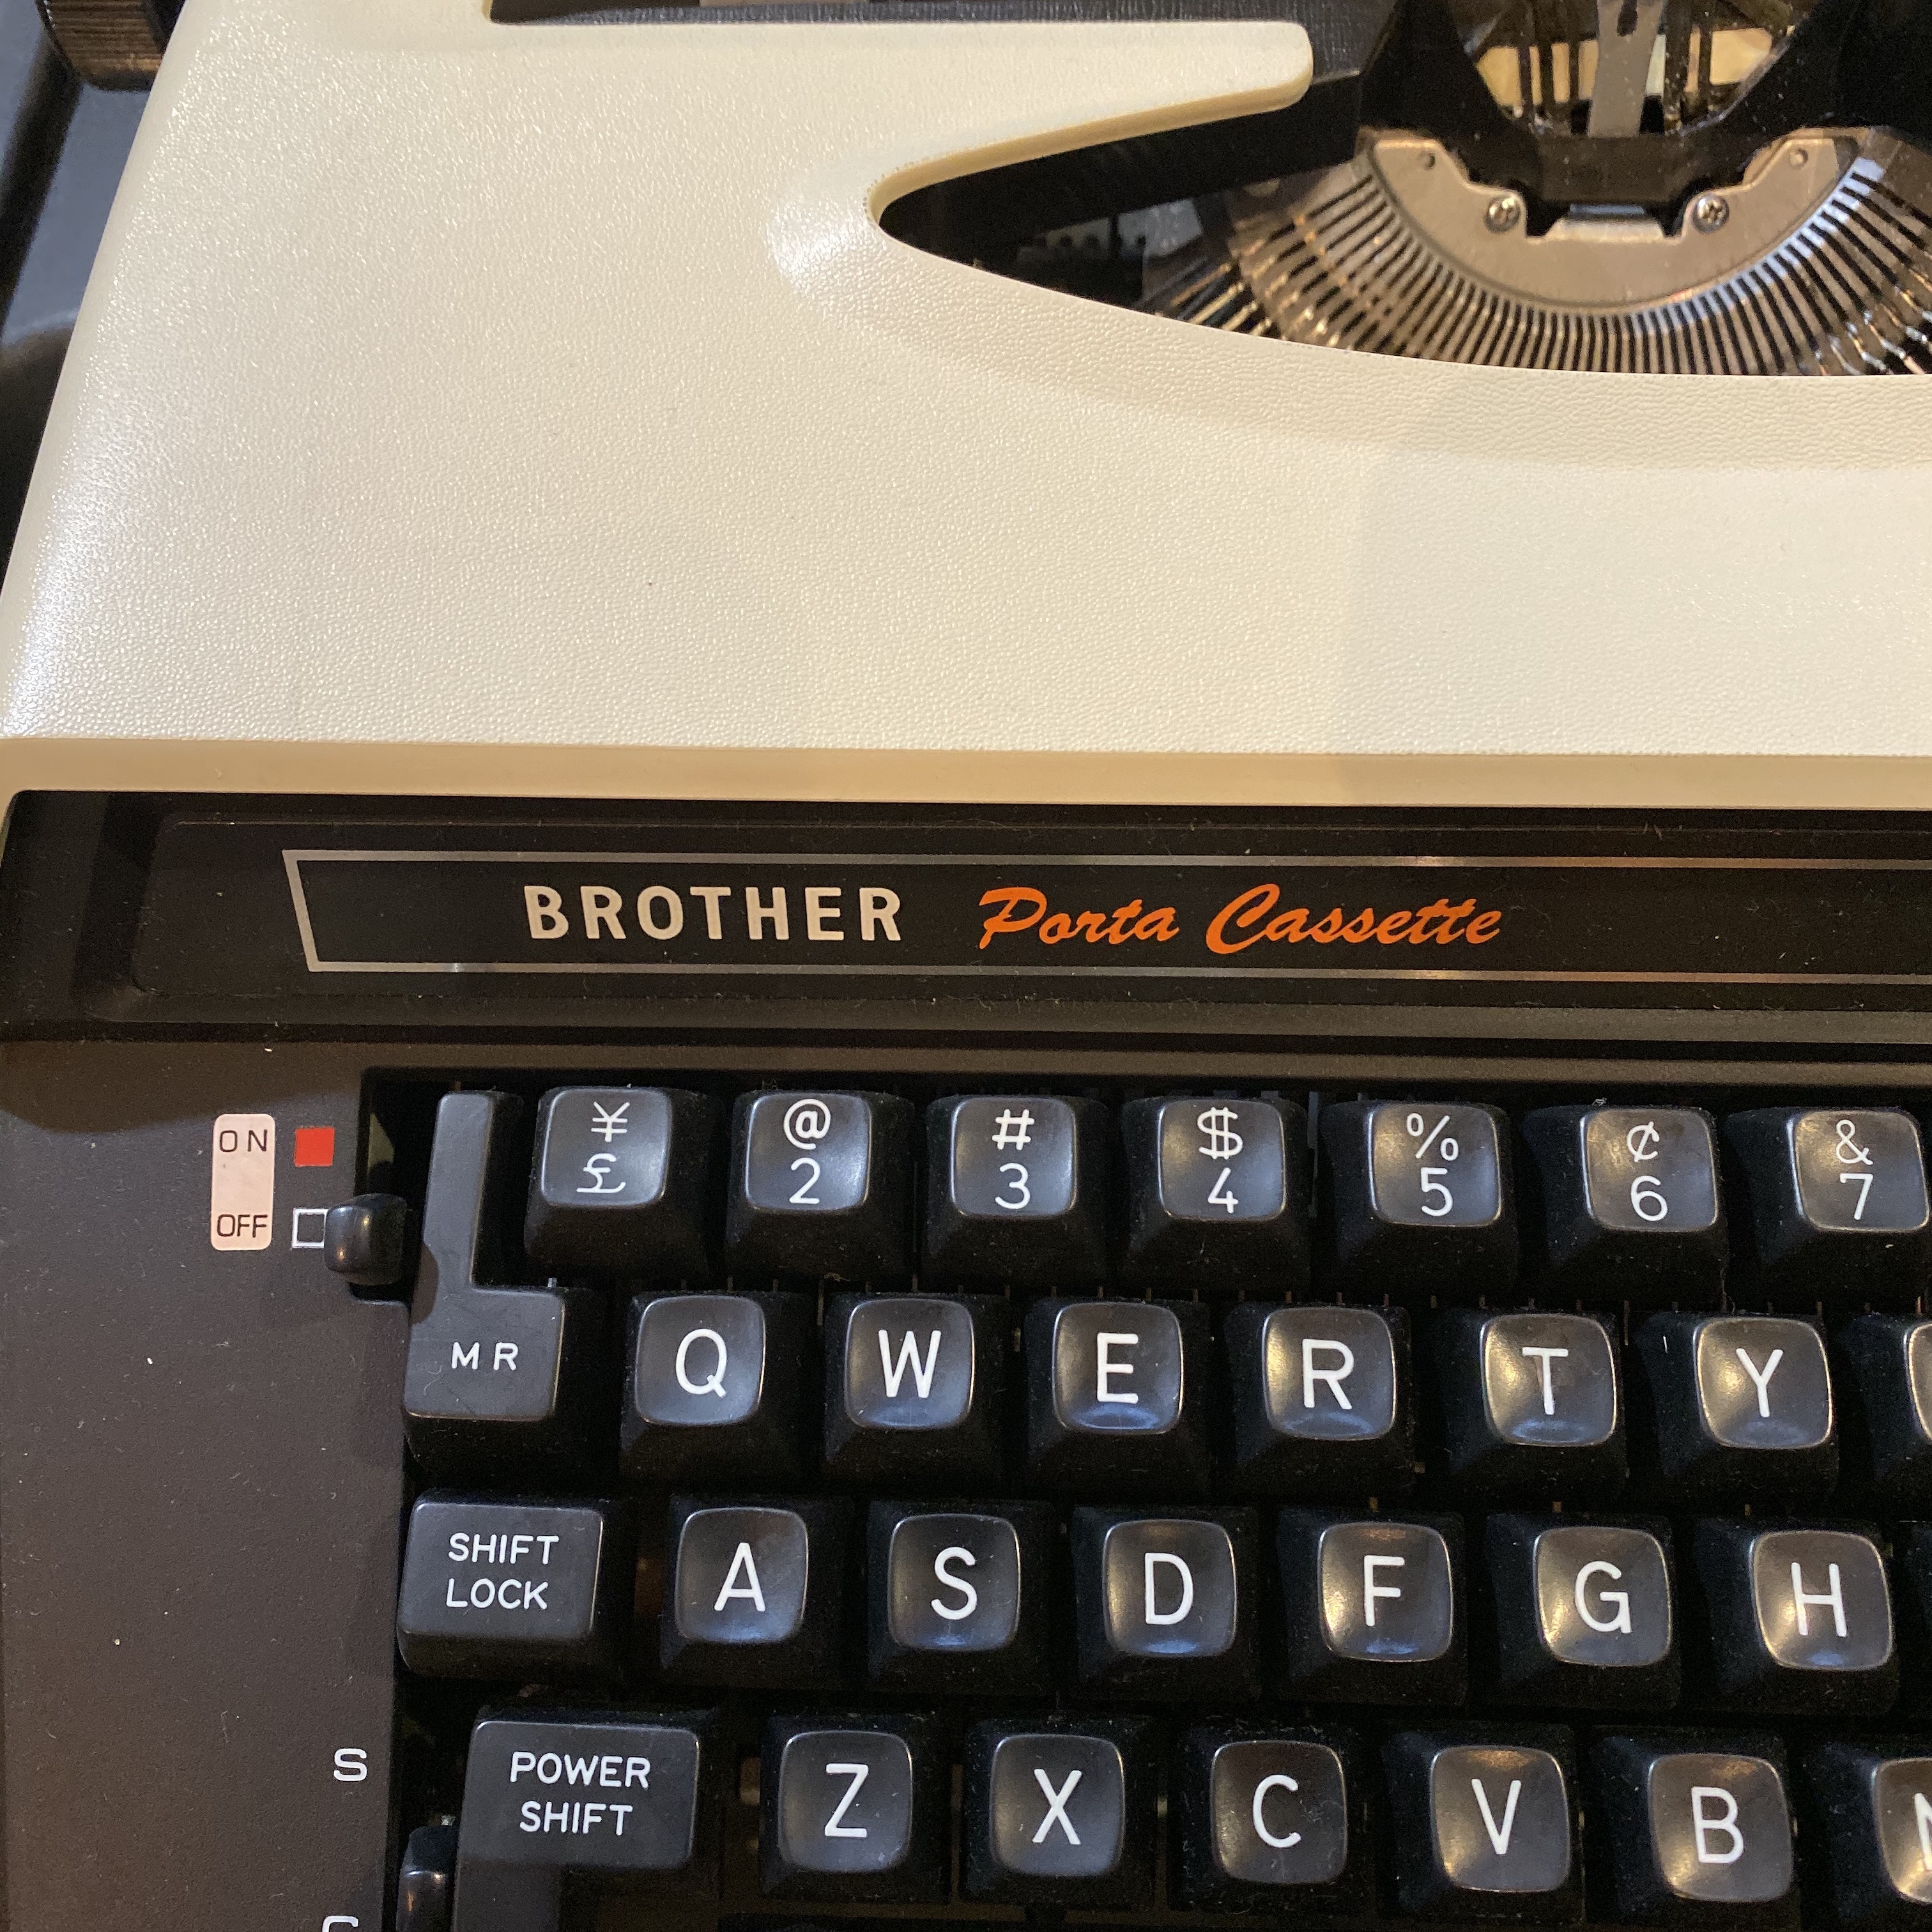 BROTHER Porta Cassette
ON
OFF
¥ @ # $ % ¢ &
£ 2 3 4 5 6 7
MR Q W E R T Y
SHIFT
LOCK
A S D F G H
S
POWER
SHIFT
Z X C V B